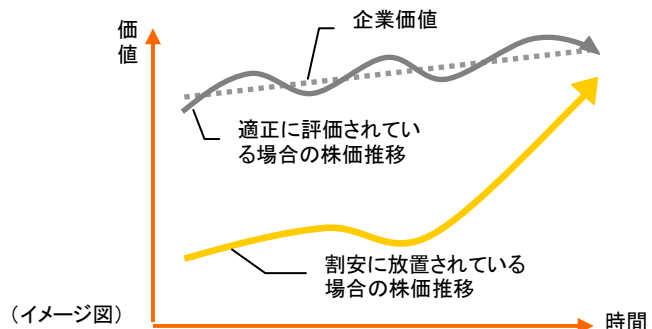 価
値
企業価値
適正に評価されてい
る場合の株価推移
割安に放置されている
場合の株価推移
(イメージ図)
時間